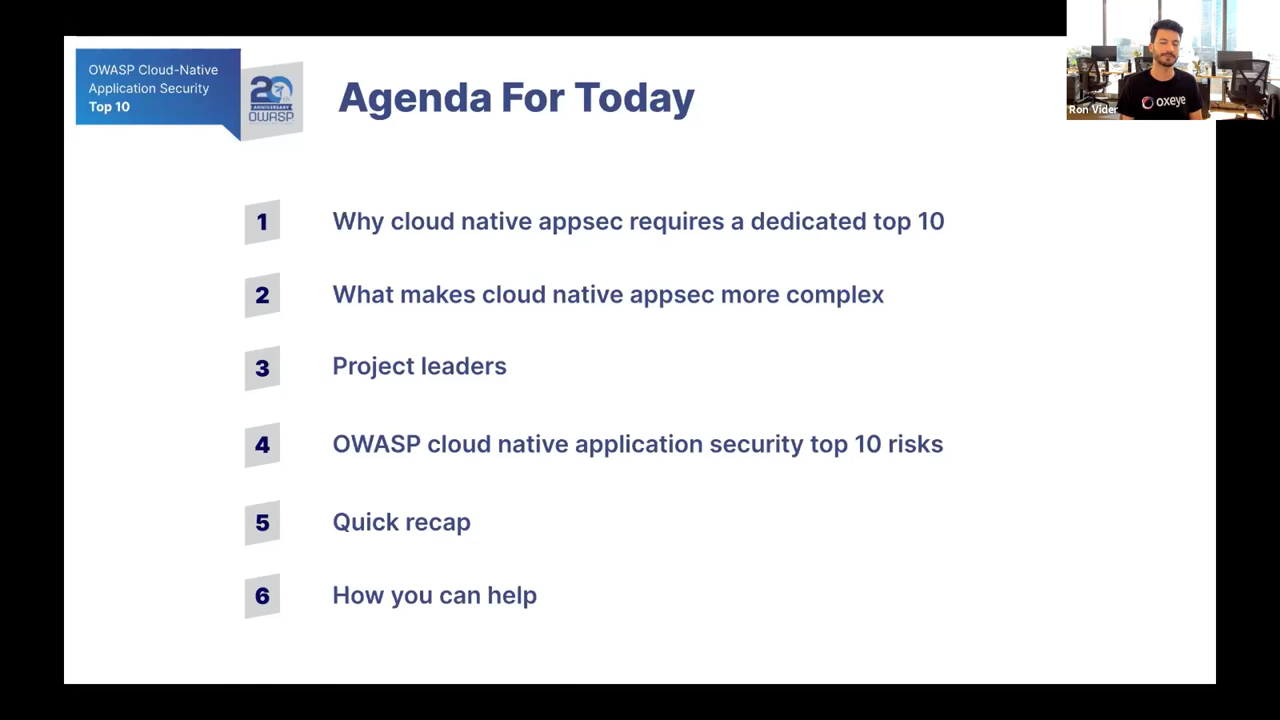 OWASP Cloud-Native
Application Security
Top 10
20
TH
ANNIVERSARY
OWASP
Agenda For Today
Ron Vider
oxeye
1 Why cloud native appsec requires a dedicated top 10
2 What makes cloud native appsec more complex
3 Project leaders
4 OWASP cloud native application security top 10 risks
5 Quick recap
6 How you can help